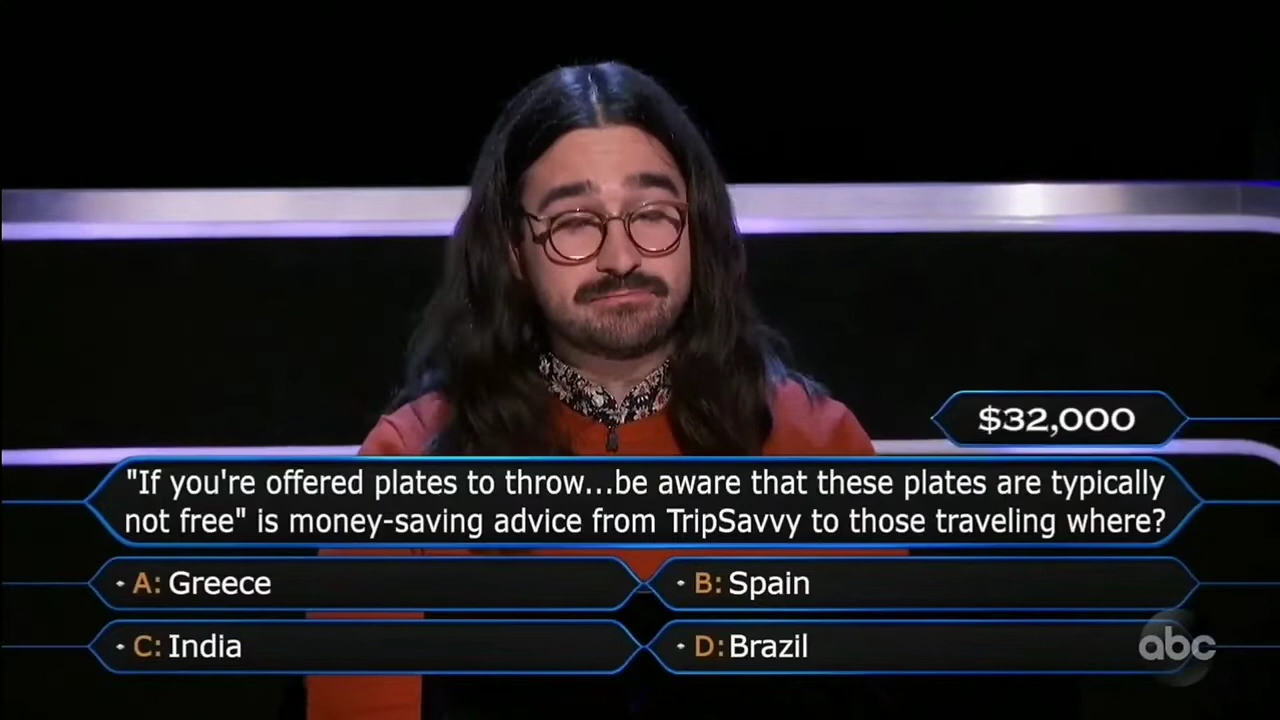 $32,000
"If you're offered plates to throw...be aware that these plates are typically
not free" is money-saving advice from TripSavvy to those traveling where?
A: Greece
B: Spain
C: India
D: Brazil
abc